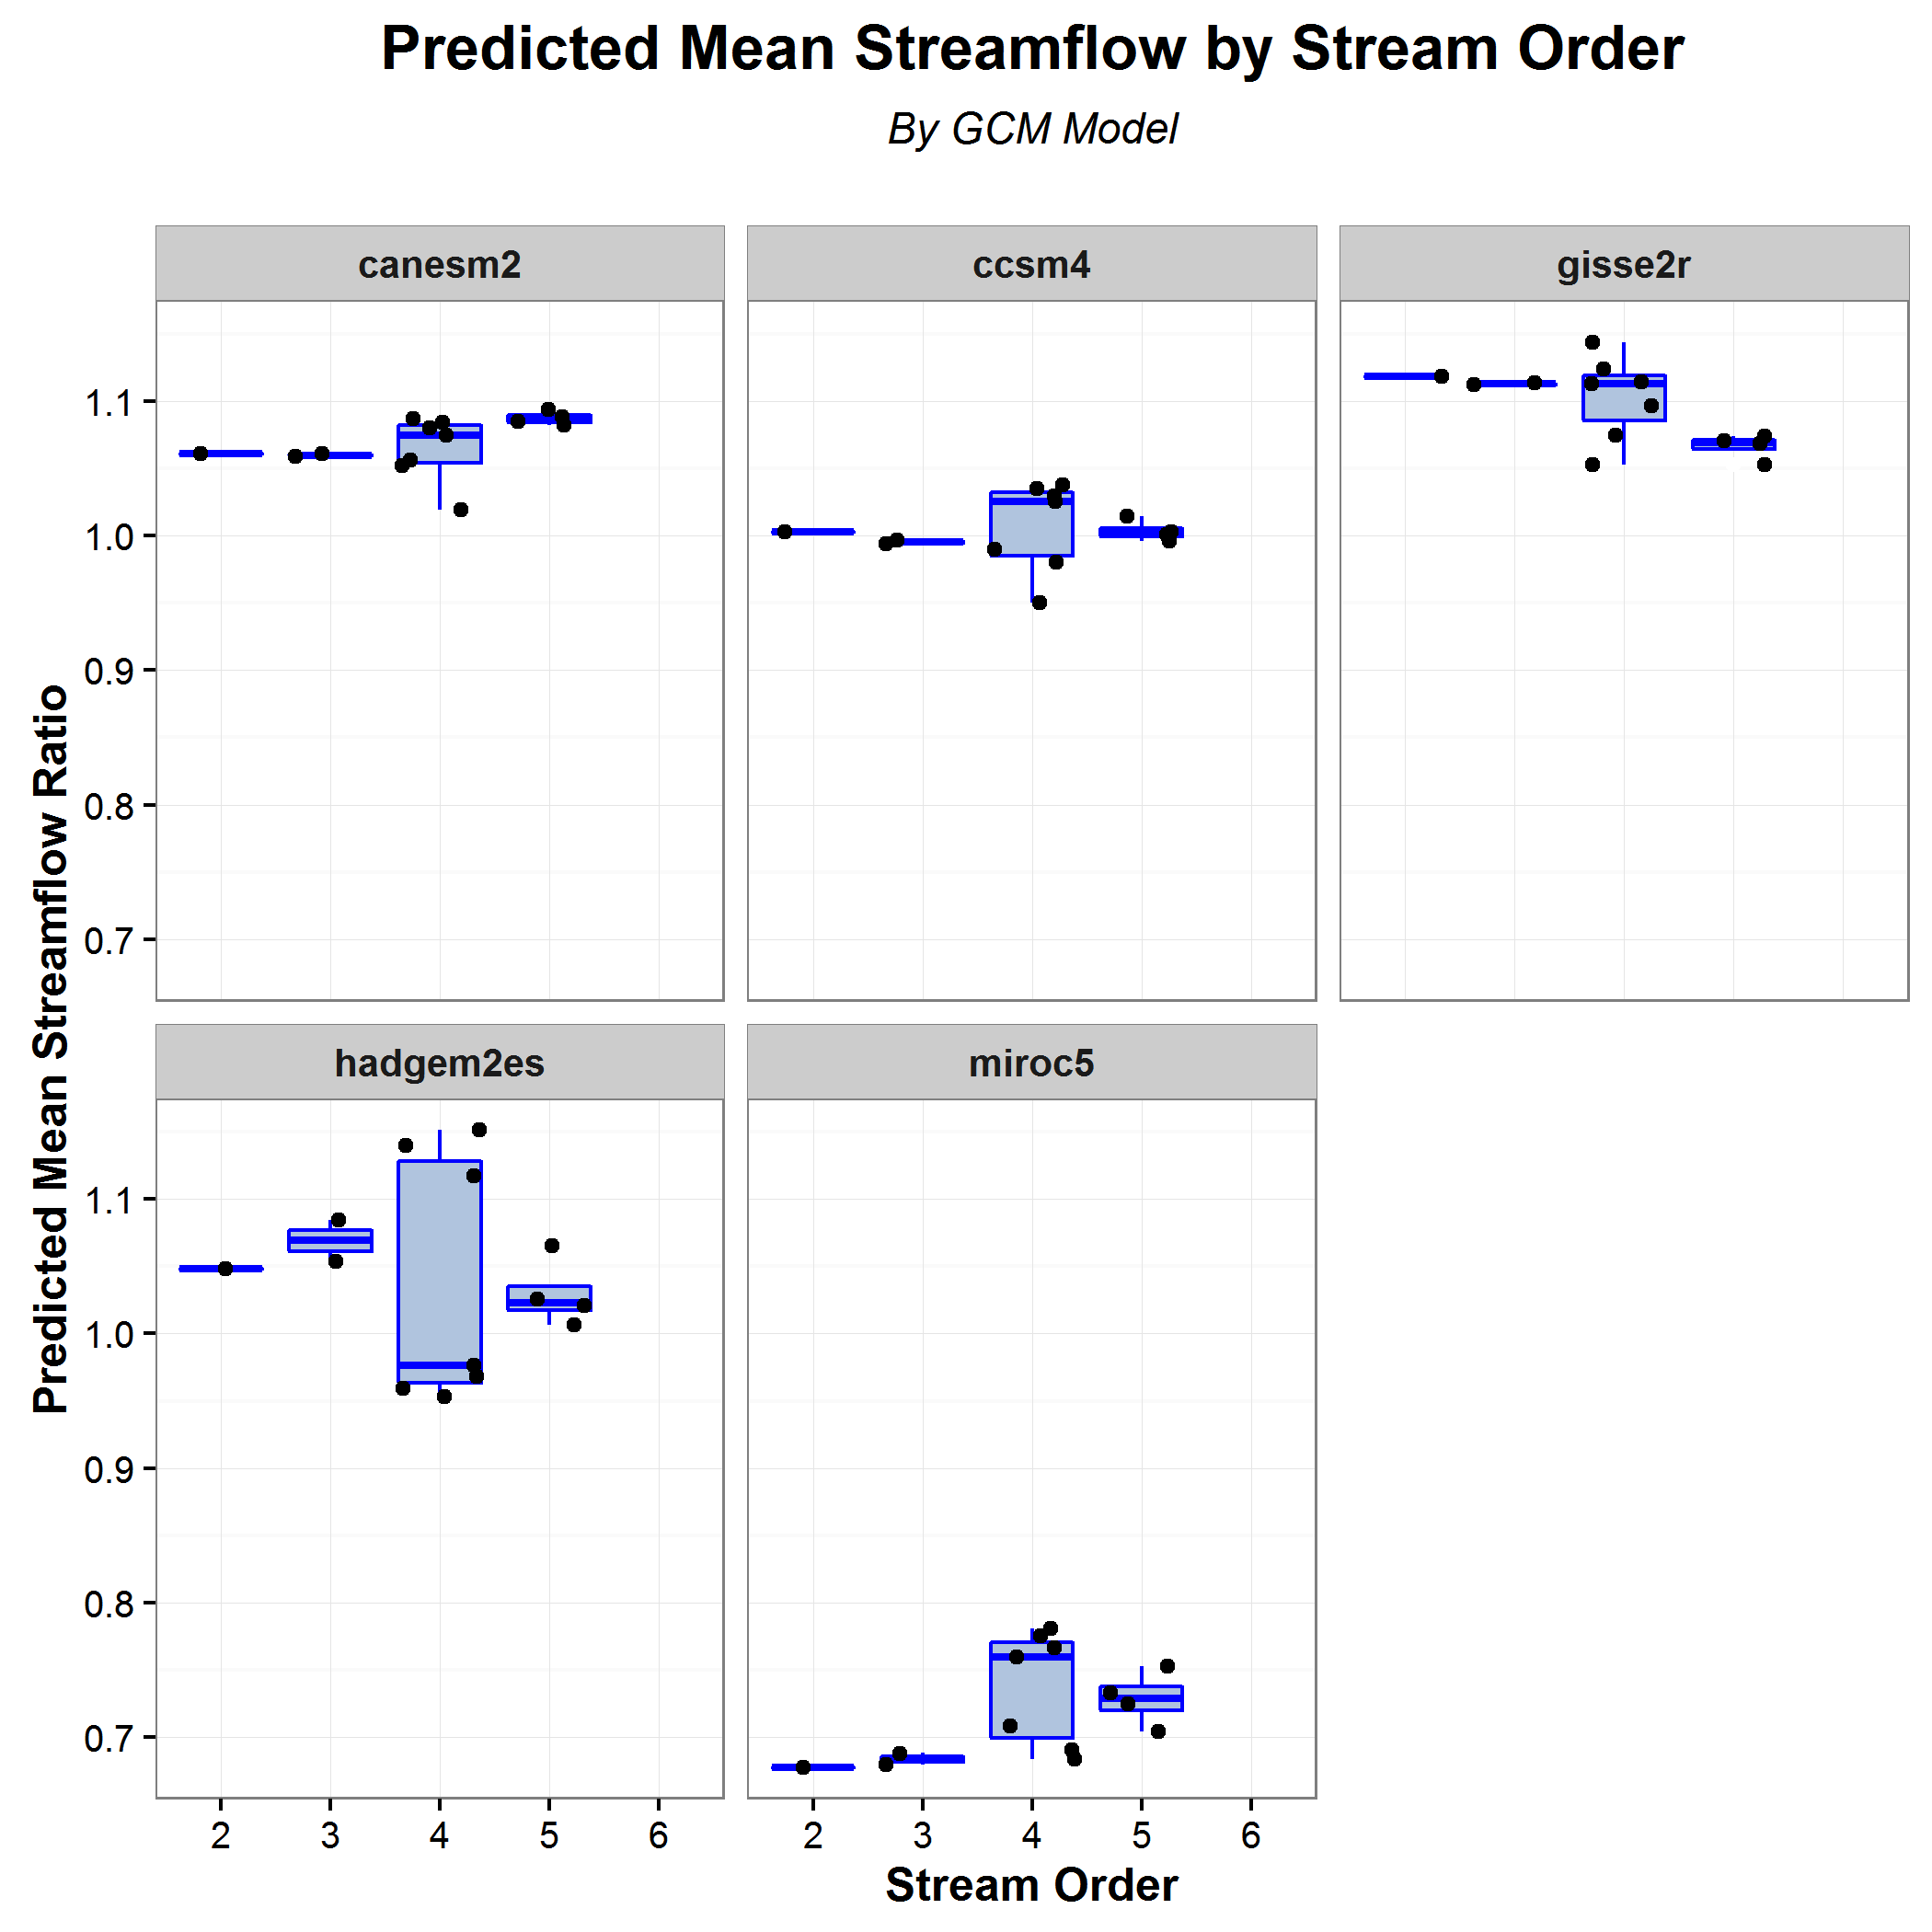 Predicted Mean Streamflow by Stream Order
By GCM Model
canesm2
ccsm4
gisse2r
1.1
1.0
0.9
0.8
0.7
Predicted Mean Streamflow Ratio
hadgem2es
miroc5
1.1
1.0
0.9
0.8
0.7
2 3 4 5 6
2 3 4 5 6
Stream Order